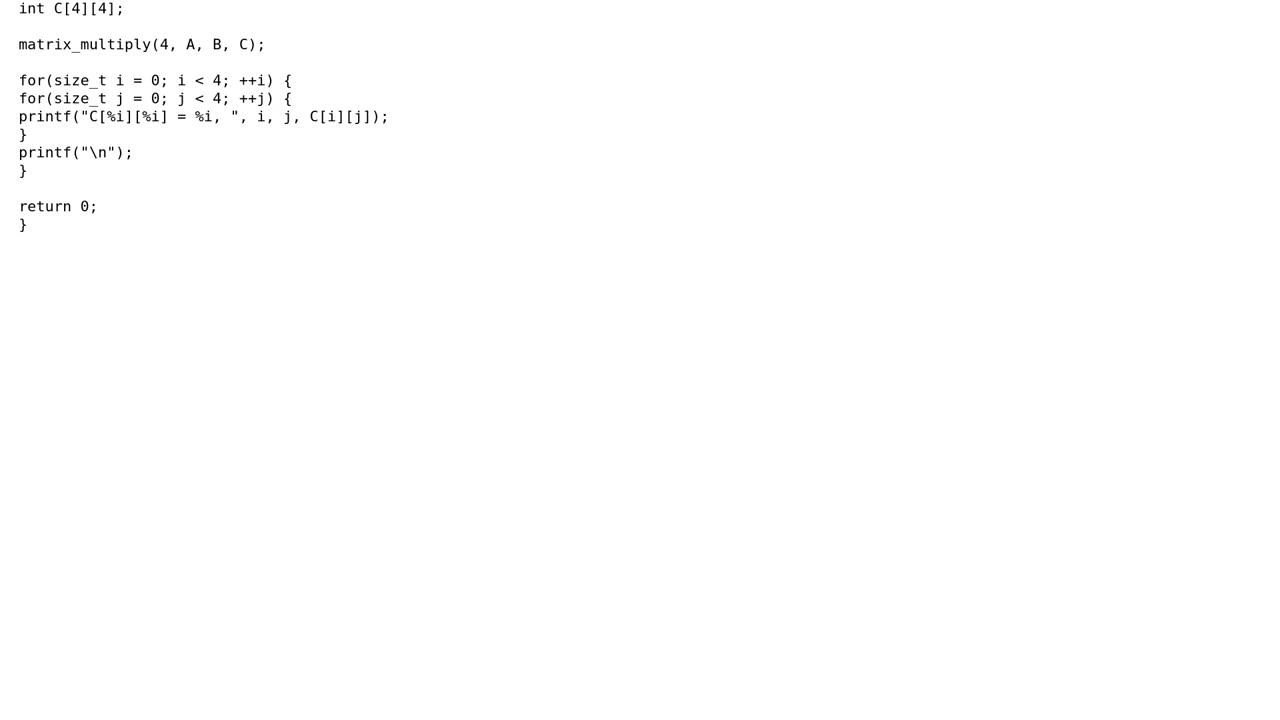 int C[4][4];

matrix_multiply(4, A, B, C);

for(size_t i = 0; i < 4; ++i) {
for(size_t j = 0; j < 4; ++j) {
printf("C[%i][%i] = %i, ", i, j, C[i][j]);
}
printf("\n");
}

return 0;
}